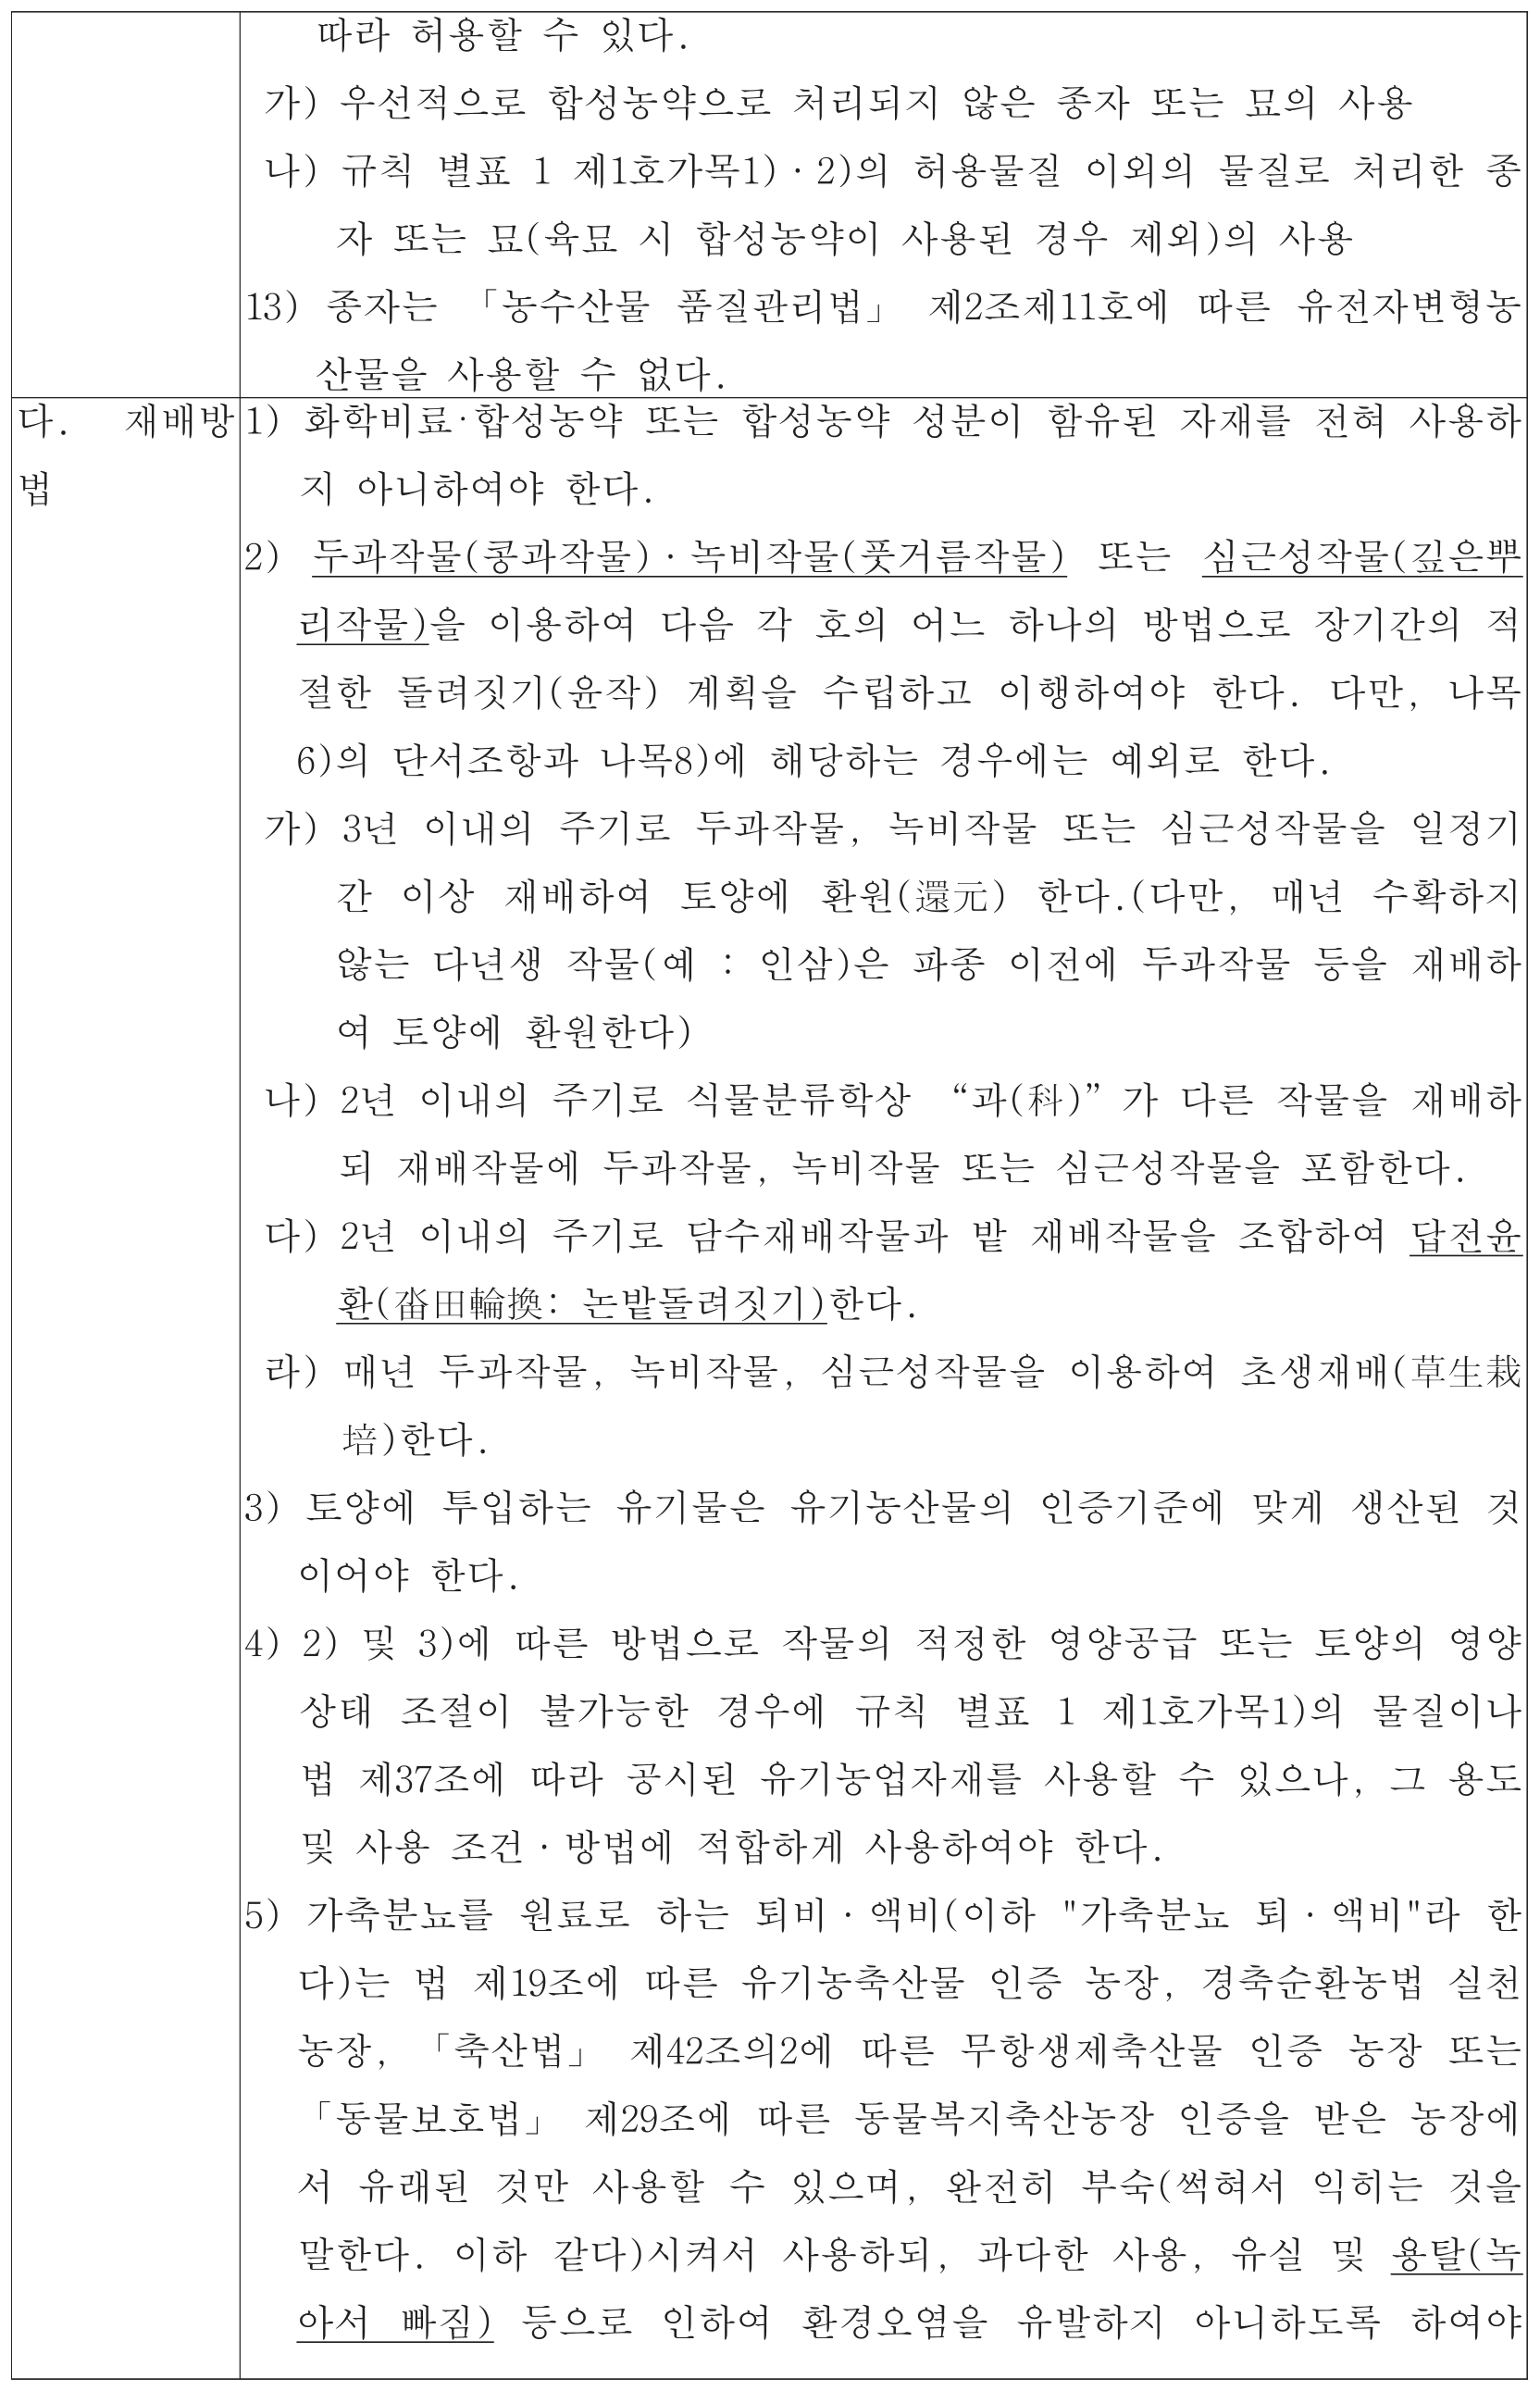 따라 허용할 수 있다.
가) 우선적으로 합성농약으로 처리되지 않은 종자 또는 묘의 사용
나) 규칙 별표 1 제1호가목1)·2)의 허용물질 이외의 물질로 처리한 종
자 또는 묘(육묘 시 합성농약이 사용된 경우 제외)의 사용
13) 종자는 「농수산물 품질관리법」 제2조제11호에 따른 유전자변형농
산물을 사용할 수 없다.
다. 재배방
법
1) 화학비료·합성농약 또는 합성농약 성분이 함유된 자재를 전혀 사용하
지 아니하여야 한다.
2) 두과작물(콩과작물)·녹비작물(풋거름작물) 또는 심근성작물(깊은뿌
리작물)을 이용하여 다음 각 호의 어느 하나의 방법으로 장기간의 적
절한 돌려짓기(윤작) 계획을 수립하고 이행하여야 한다. 다만, 나목
6)의 단서조항과 나목8)에 해당하는 경우에는 예외로 한다.
가) 3년 이내의 주기로 두과작물, 녹비작물 또는 심근성작물을 일정기
간 이상 재배하여 토양에 환원(還元) 한다.(다만, 매년 수확하지
않는 다년생 작물(예 : 인삼)은 파종 이전에 두과작물 등을 재배하
여 토양에 환원한다)
나) 2년 이내의 주기로 식물분류학상 “과(科)”가 다른 작물을 재배하
되 재배작물에 두과작물, 녹비작물 또는 심근성작물을 포함한다.
다) 2년 이내의 주기로 담수재배작물과 밭 재배작물을 조합하여 답전윤
환(畓田輪換: 논밭돌려짓기)한다.
라) 매년 두과작물, 녹비작물, 심근성작물을 이용하여 초생재배(草生栽
培)한다.
3) 토양에 투입하는 유기물은 유기농산물의 인증기준에 맞게 생산된 것
이어야 한다.
4) 2) 및 3)에 따른 방법으로 작물의 적정한 영양공급 또는 토양의 영양
상태 조절이 불가능한 경우에 규칙 별표 1 제1호가목1)의 물질이나
법 제37조에 따라 공시된 유기농업자재를 사용할 수 있으나, 그 용도
및 사용 조건·방법에 적합하게 사용하여야 한다.
5) 가축분뇨를 원료로 하는 퇴비·액비(이하 "가축분뇨 퇴·액비"라 한
다)는 법 제19조에 따른 유기농축산물 인증 농장, 경축순환농법 실천
농장, 「축산법」 제42조의2에 따른 무항생제축산물 인증 농장 또는
「동물보호법」 제29조에 따른 동물복지축산농장 인증을 받은 농장에
서 유래된 것만 사용할 수 있으며, 완전히 부숙(썩혀서 익히는 것을
말한다. 이하 같다)시켜서 사용하되, 과다한 사용, 유실 및 용탈(녹
아서 빠짐) 등으로 인하여 환경오염을 유발하지 아니하도록 하여야